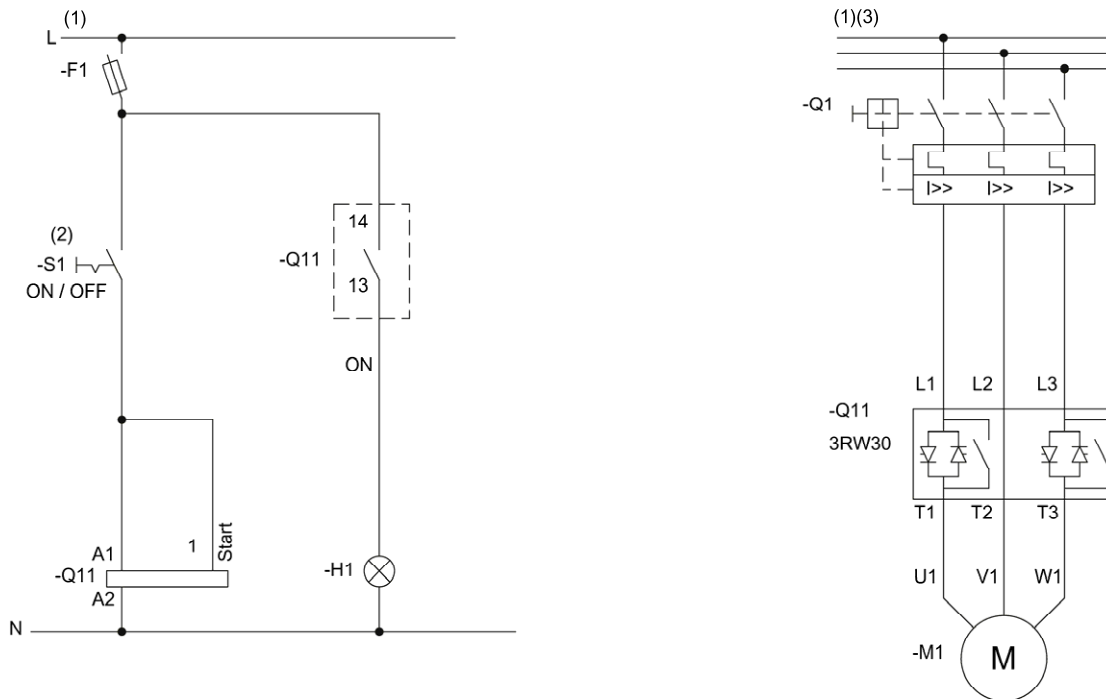 (1)
L
-F1
(2)
-S1
ON / OFF
14
-Q11
13
ON
A1
1
Start
-Q11
A2
-H1
N
(1)(3)
-Q1
I>> I>> I>>
L1 L2 L3
-Q11
3RW30
T1 T2 T3
U1 V1 W1
-M1
M